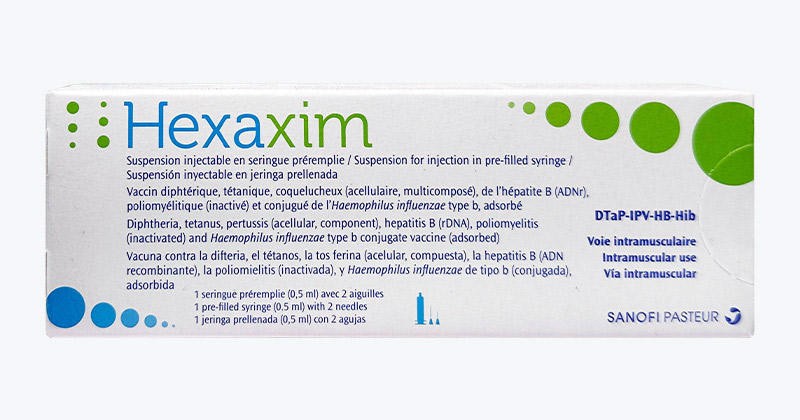 Hexaxim
Suspension injectable en seringue préremplie / Suspension for injection in pre-filled syringe /
Suspensión inyectable en jeringa prellenada
Vaccin diphtérique, tétanique, coquelucheux (acellulaire, multicomposé), de l'hépatite B (ADNr),
poliomyélitique (inactivé) et conjugué de l'Haemophilus influenzae type b, adsorbé
Diphtheria, tetanus, pertussis (acellular, component), hepatitis B (rDNA), poliomyelitis
(inactivated) and Haemophilus influenzae type b conjugate vaccine (adsorbed)
Vacuna contra la difteria, el tétanos, la tos ferina (acelular, compuesta), la hepatitis B (ADN
recombinante), la poliomielitis (inactivada), y Haemophilus influenzae de tipo b (conjugada),
adsorbida
1 seringue préremplie (0,5 ml) avec 2 aiguilles
1 pre-filled syringe (0.5 ml) with 2 needles
1 jeringa prellenada (0,5 ml) con 2 agujas
DTaP-IPV-HB-Hib
Voie intramusculaire
Intramuscular use
Vía intramuscular
SANOFI PASTEUR